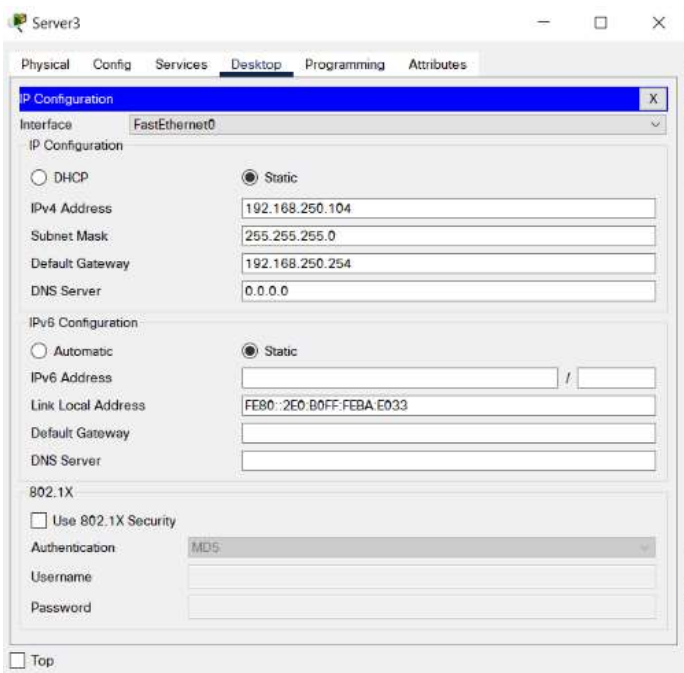 Server3
Physical Config Services Desktop Programming Attributes
IP Configuration X
Interface FastEthernet0
IP Configuration
DHCP Static
IPv4 Address 192.168.250.104
Subnet Mask 255.255.255.0
Default Gateway 192.168.250.254
DNS Server 0.0.0.0
IPv6 Configuration
Automatic Static
IPv6 Address /
Link Local Address FE80::2E0:B0FF:FEBA:E033
Default Gateway
DNS Server
802.1X
Use 802.1X Security
Authentication MD5
Username
Password
Top